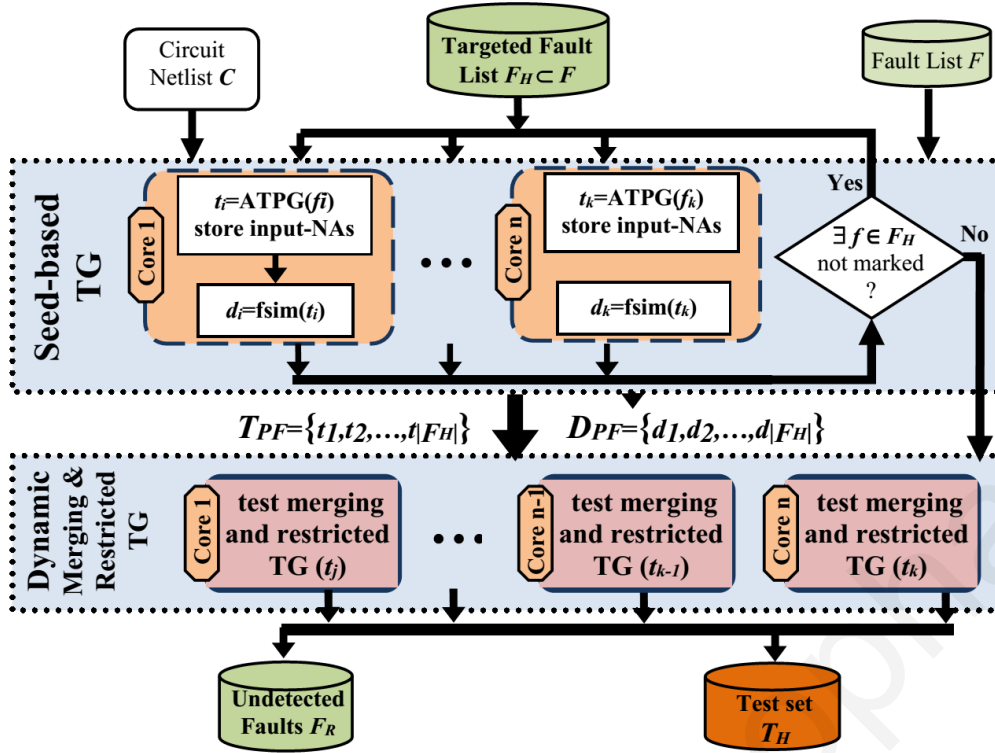 Circuit
Netlist C
Targeted Fault
List F_H ⊂ F
Fault List F
Seed-based
TG
Core 1
t_i=ATPG(fi)
store input-NAs
d_i=fsim(t_i)
•••
Core n
t_k=ATPG(f_k)
store input-NAs
d_k=fsim(t_k)
Yes
∃ f ∈ F_H
not marked
?
No
T_PF={t1,t2,…,t|F_H|}
D_PF={d1,d2,…,d|F_H|}
Dynamic
Merging &
Restricted
TG
Core 1
test merging
and restricted
TG (t_j)
•••
Core n-1
test merging
and restricted
TG (t_k-1)
Core n
test merging
and restricted
TG (t_k)
Undetected
Faults F_R
Test set
T_H